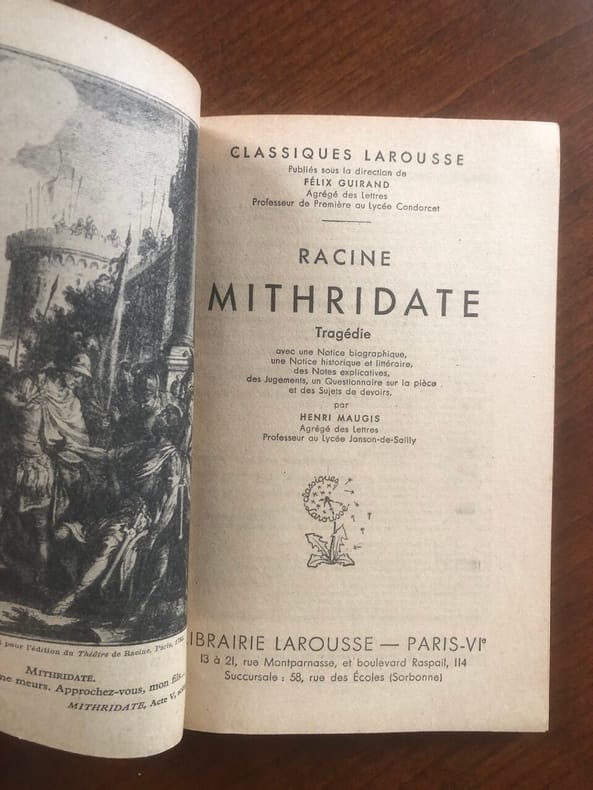 pour l'édition du Théâtre de Racine, Paris,
MITHRIDATE.
me meurs. Approchez-vous, mon fils.
MITHRIDATE, Acte V,
CLASSIQUES LAROUSSE
Publiés sous la direction de
FÉLIX GUIRAND
Agrégé des Lettres
Professeur de Première au Lycée Condorcet
RACINE
MITHRIDATE
Tragédie
avec une Notice biographique,
une Notice historique et littéraire,
des Notes explicatives,
des Jugements, un Questionnaire sur la pièce
et des Sujets de devoirs,
par
HENRI MAUGIS
Agrégé des Lettres
Professeur au Lycée Janson-de-Sailly
classiques
larousse
LIBRAIRIE LAROUSSE — PARIS-VIe
13 à 21, rue Montparnasse, et boulevard Raspail, 114
Succursale : 58, rue des Écoles (Sorbonne)